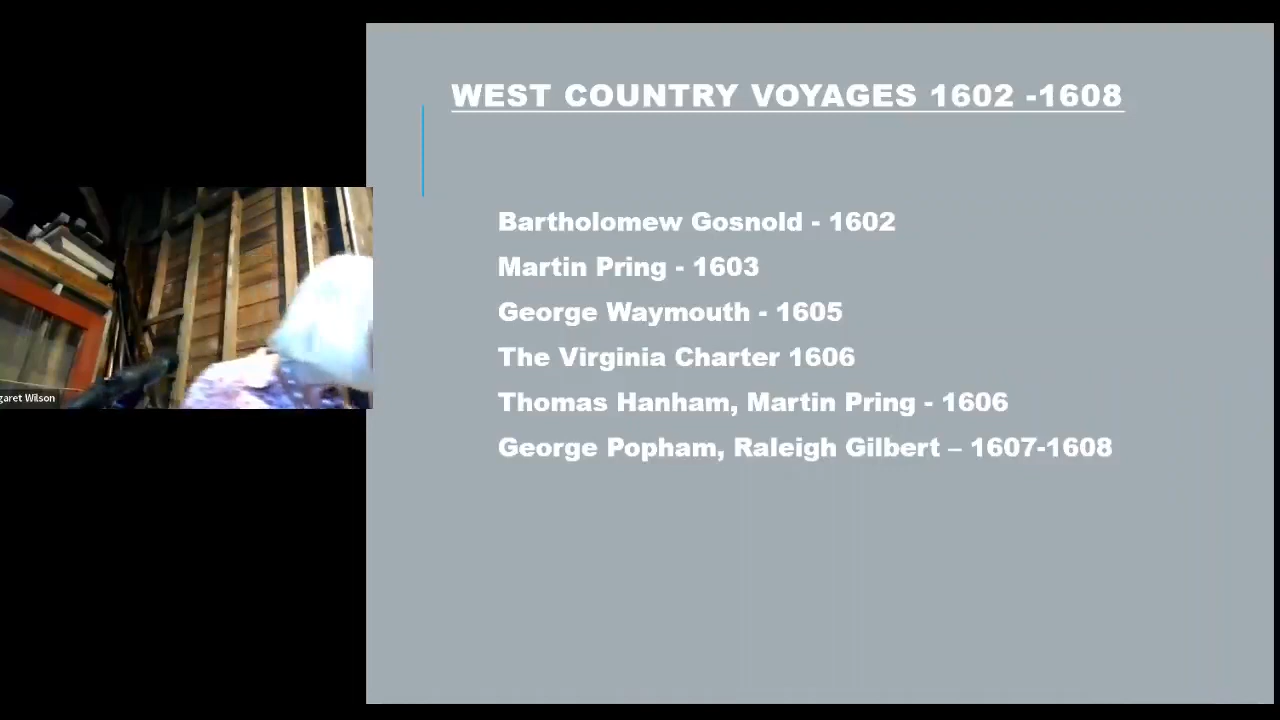 WEST COUNTRY VOYAGES 1602 -1608
Bartholomew Gosnold - 1602
Martin Pring - 1603
George Waymouth - 1605
The Virginia Charter 1606
Thomas Hanham, Martin Pring - 1606
George Popham, Raleigh Gilbert – 1607-1608
garet Wilson